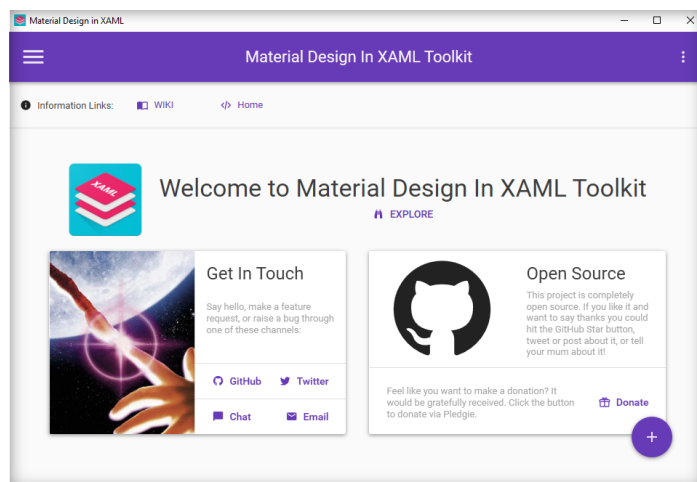 Material Design in XAML
Material Design In XAML Toolkit
Information Links:
WIKI
Home
XAML
Welcome to Material Design In XAML Toolkit
EXPLORE
Get In Touch
Say hello, make a feature
request, or raise a bug through
one of these channels:
GitHub
Twitter
Chat
Email
Open Source
This project is completely
open source. If you like it and
want to say thanks you could
hit the GitHub Star button,
tweet or post about it, or tell
your mum about it!
Feel like you want to make a donation? It
would be gratefully received. Click the button
to donate via Pledgie.
Donate